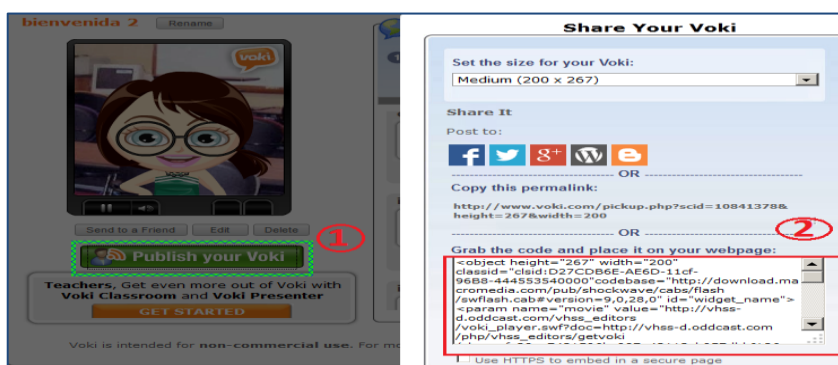 bienvenida 2
Rename
voki
Send to a Friend
Edit
Delete
1
Publish your Voki
Teachers, Get even more out of Voki with
Voki Classroom and Voki Presenter
GET STARTED
Voki is intended for non-commercial use. For mo
Share Your Voki
Set the size for your Voki:
Medium (200 x 267)
Share It
Post to:
f
8+
W
B
OR
Copy this permalink:
http://www.voki.com/pickup.php?scid=10841378&
height=267&width=200
OR
2
Grab the code and place it on your webpage:
<object height="267" width="200"
classid="clsid:D27CDB6E-AE6D-11cf-
96B8-444553540000"codebase="http://download.ma
cromedia.com/pub/shockwave/cabs/flash
/swflash.cab#version=9,0,28,0" id="widget_name">
<param name="movie" value="http://vhss-
d.oddcast.com/vhss_editors
/voki_player.swf?doc=http://vhss-d.oddcast.com
/php/vhss_editors/getvoki
Use HTTPS to embed in a secure page